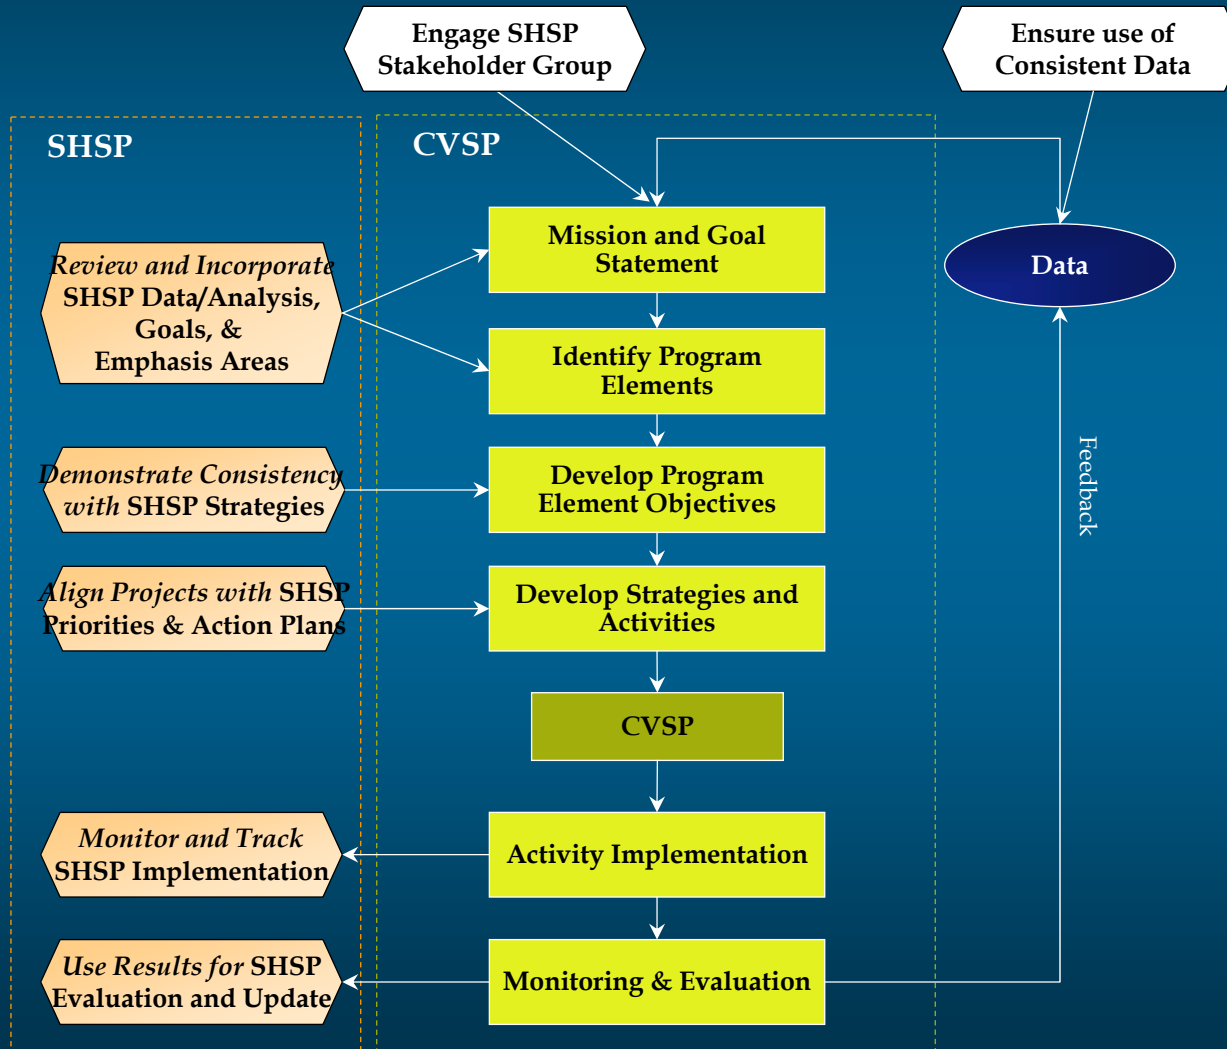 Engage SHSP
Stakeholder Group
Ensure use of
Consistent Data
SHSP
CVSP
Mission and Goal
Statement
Data
Review and Incorporate
SHSP Data/Analysis,
Goals, &
Emphasis Areas
Identify Program
Elements
Demonstrate Consistency
with SHSP Strategies
Develop Program
Element Objectives
Feedback
Align Projects with SHSP
Priorities & Action Plans
Develop Strategies and
Activities
CVSP
Monitor and Track
SHSP Implementation
Activity Implementation
Use Results for SHSP
Evaluation and Update
Monitoring & Evaluation